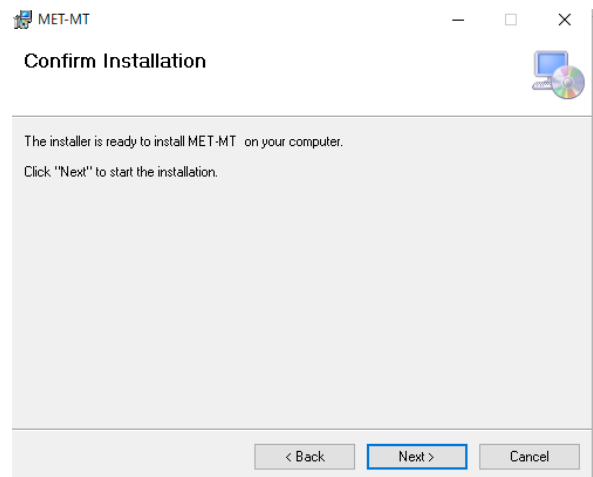 MET-MT
Confirm Installation
The installer is ready to install MET-MT  on your computer.
Click "Next" to start the installation.
< Back
Next >
Cancel